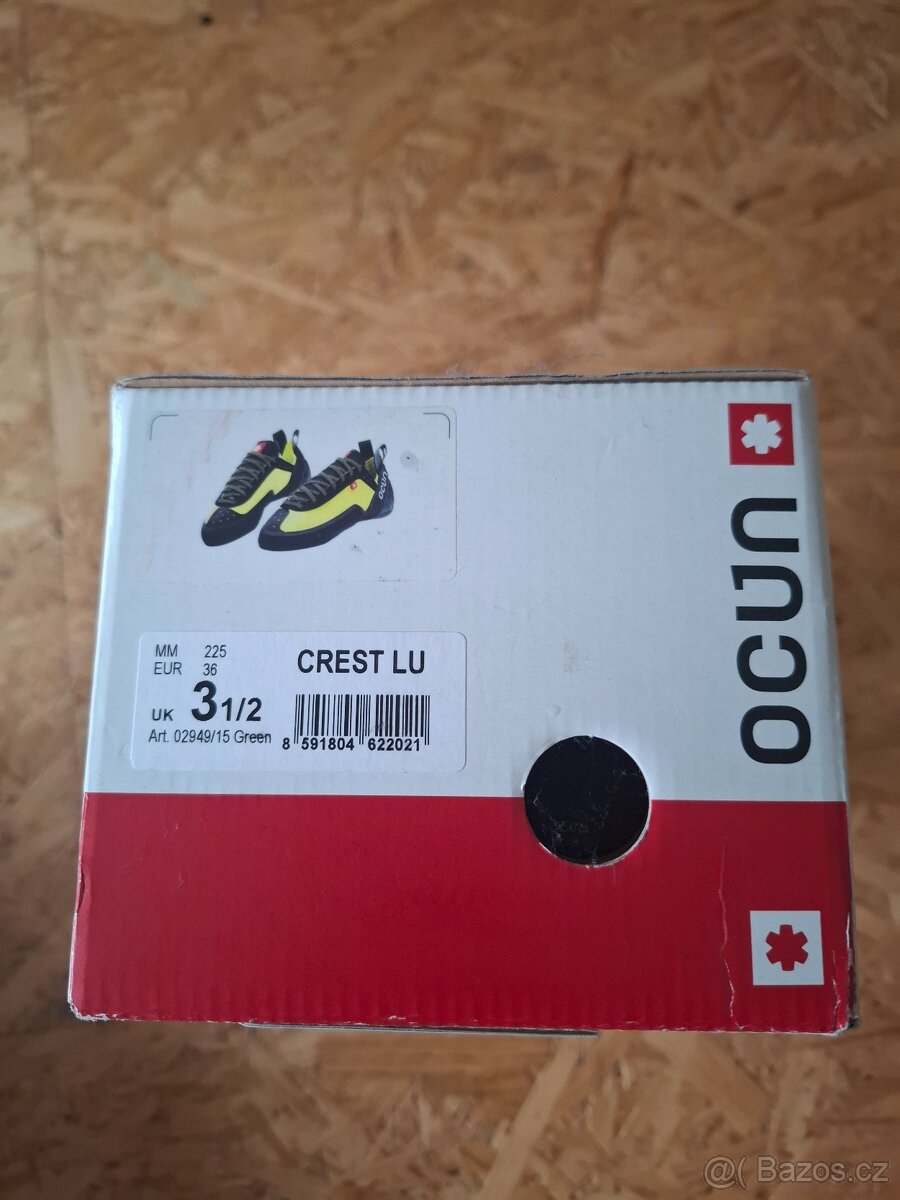 ocun
ocun
MM 225
EUR 36
UK 3 1/2
CREST LU
Art. 02949/15 Green
8 591804 622021
@( Bazos.cz